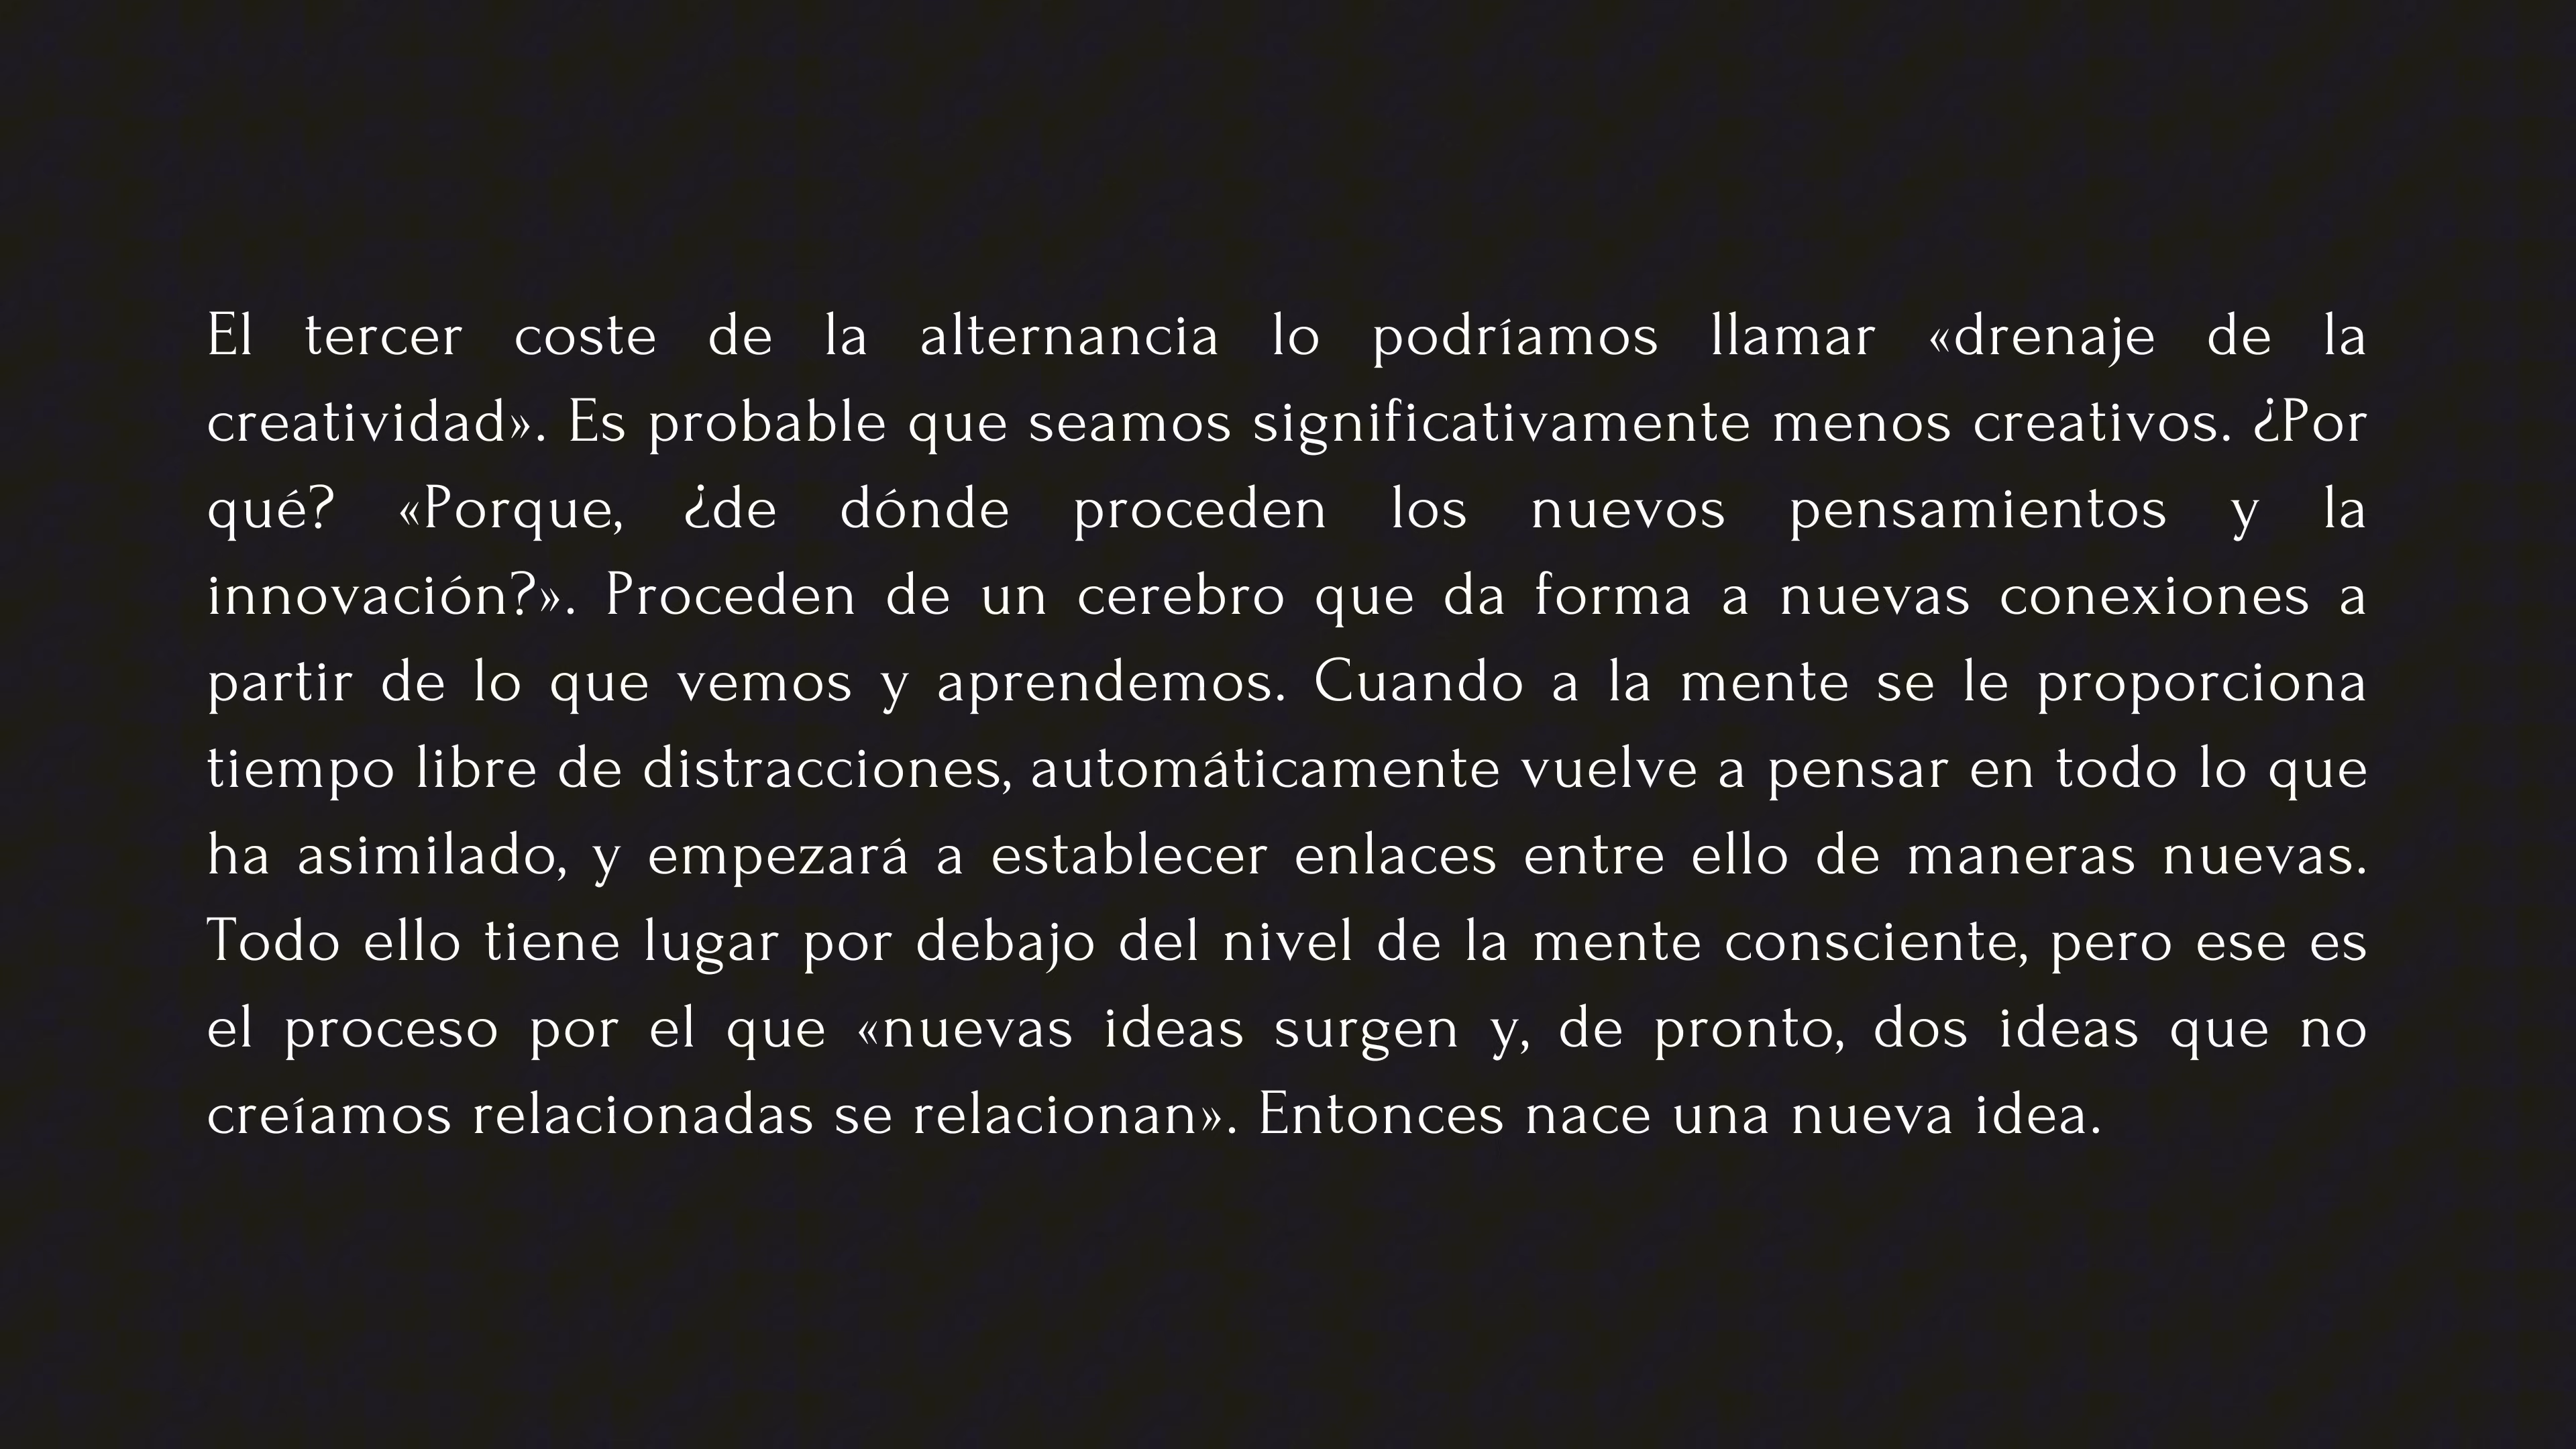 El tercer coste de la alternancia lo podríamos llamar «drenaje de la
creatividad». Es probable que seamos significativamente menos creativos. ¿Por
qué? «Porque, ¿de dónde proceden los nuevos pensamientos y la
innovación?». Proceden de un cerebro que da forma a nuevas conexiones a
partir de lo que vemos y aprendemos. Cuando a la mente se le proporciona
tiempo libre de distracciones, automáticamente vuelve a pensar en todo lo que
ha asimilado, y empezará a establecer enlaces entre ello de maneras nuevas.
Todo ello tiene lugar por debajo del nivel de la mente consciente, pero ese es
el proceso por el que «nuevas ideas surgen y, de pronto, dos ideas que no
creíamos relacionadas se relacionan». Entonces nace una nueva idea.